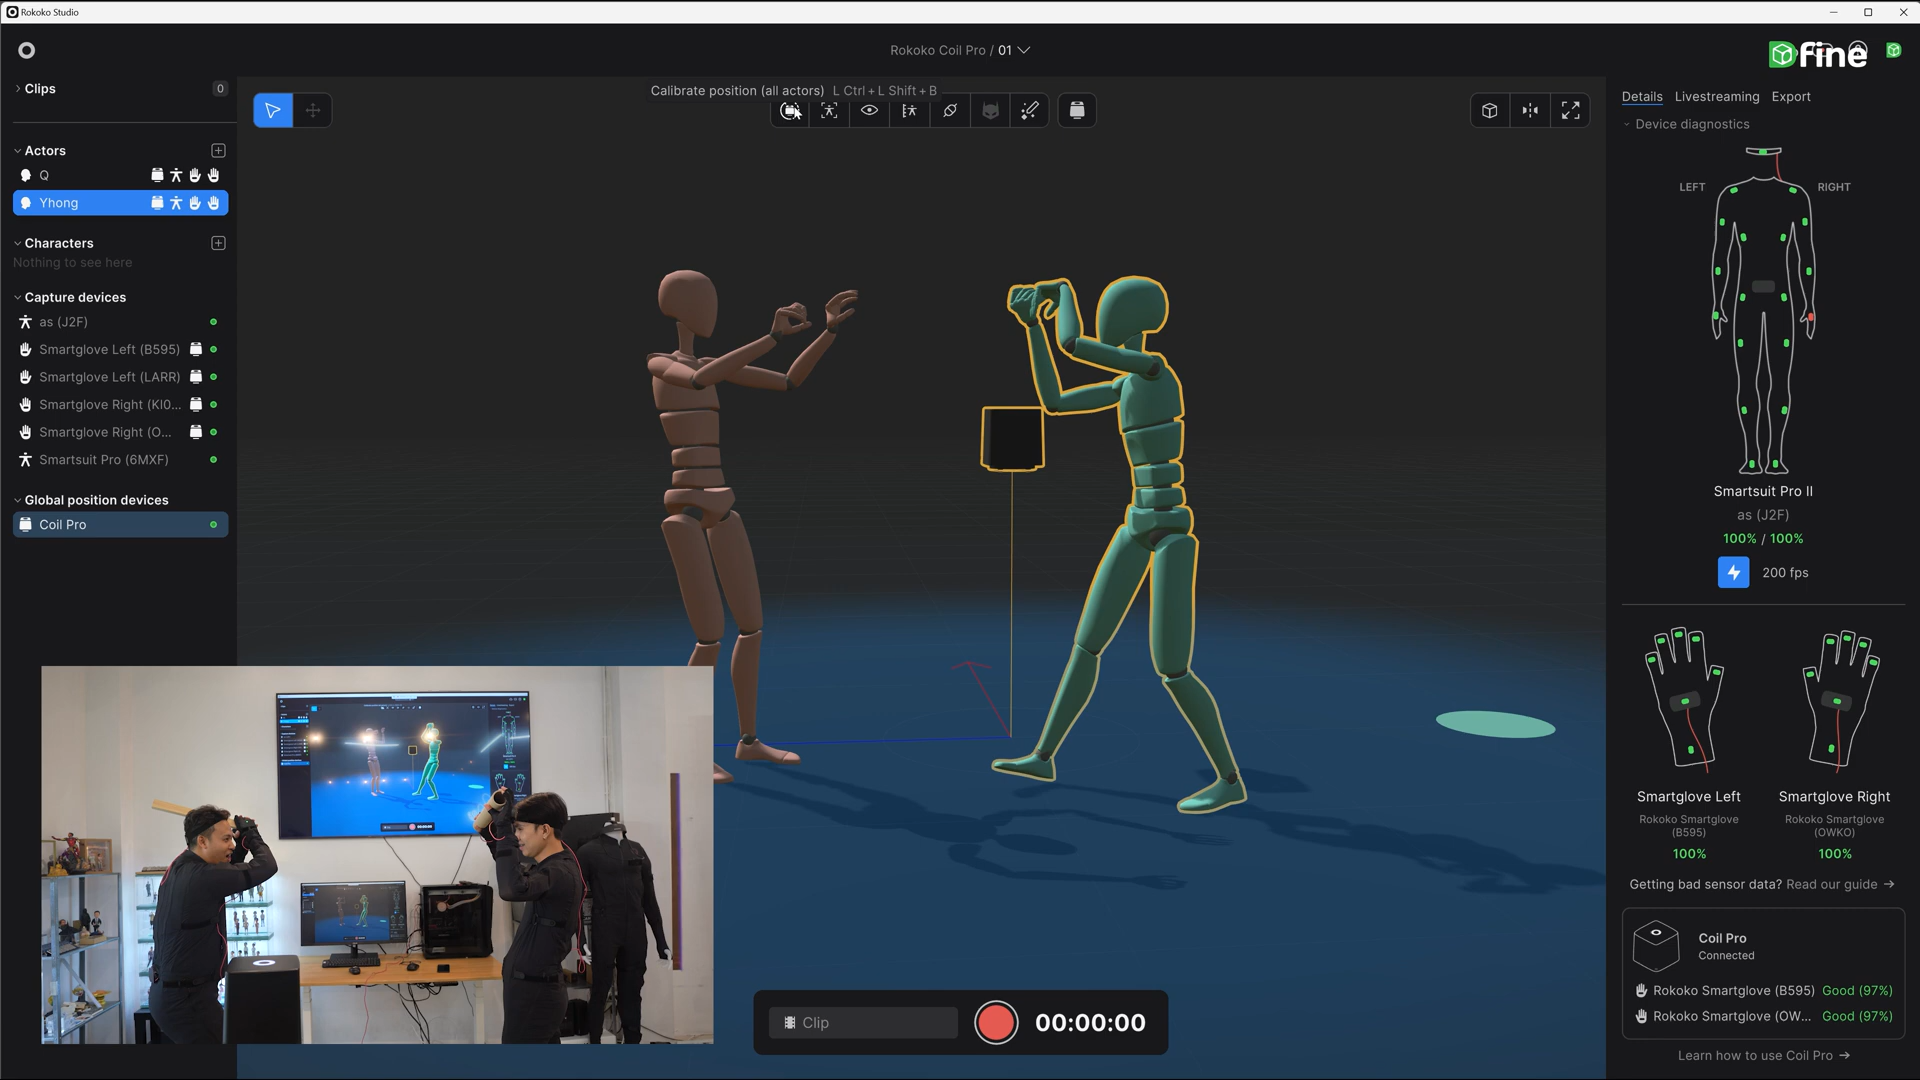 Rokoko Studio
Rokoko Coil Pro / 01
fine
Clips
0
Calibrate position (all actors) L Ctrl + L Shift + B
Details
Livestreaming
Export
Device diagnostics
Actors
Q
Yhong
LEFT
RIGHT
Characters
Nothing to see here
Capture devices
as (J2F)
Smartglove Left (B595)
Smartglove Left (LARR)
Smartglove Right (KI0...
Smartglove Right (O...
Smartsuit Pro (6MXF)
Global position devices
Coil Pro
Smartsuit Pro II
as (J2F)
100% / 100%
200 fps
Smartglove Left
Rokoko Smartglove
(B595)
100%
Smartglove Right
Rokoko Smartglove
(OWKO)
100%
Getting bad sensor data? Read our guide →
Coil Pro
Connected
Rokoko Smartglove (B595) Good (97%)
Rokoko Smartglove (OW... Good (97%)
Learn how to use Coil Pro →
Clip
00:00:00